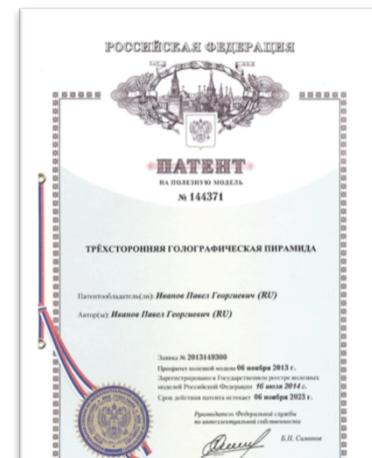 РОССИЙСКАЯ ФЕДЕРАЦИЯ
ПАТЕНТ
НА ПОЛЕЗНУЮ МОДЕЛЬ
№ 144371
ТРЁХСТОРОННЯЯ ГОЛОГРАФИЧЕСКАЯ ПИРАМИДА
Патентообладатель(ли): Иванов Павел Георгиевич (RU)
Автор(ы): Иванов Павел Георгиевич (RU)
Заявка № 2013149300
Приоритет полезной модели 06 ноября 2013 г.
Зарегистрировано в Государственном реестре полезных
моделей Российской Федерации 16 июля 2014 г.
Срок действия патента истекает 06 ноября 2023 г.
Руководитель Федеральной службы
по интеллектуальной собственности
Б.П. Симонов